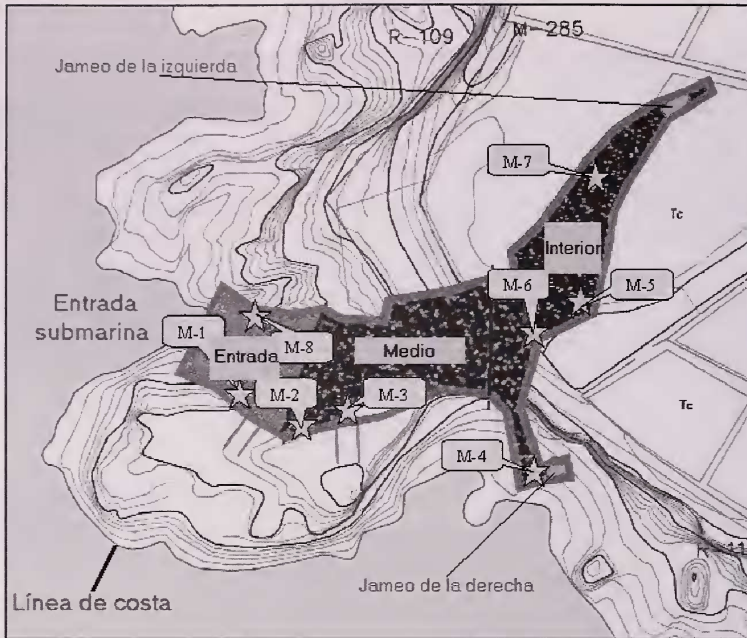 R-109
M-285
Jameo de la izquierda
M-7
Tc
Interior
M-6
M-5
Entrada
submarina
M-1
M-8
Entrada
Medio
M-2
M-3
Tc
M-4
Jameo de la derecha
Línea de costa